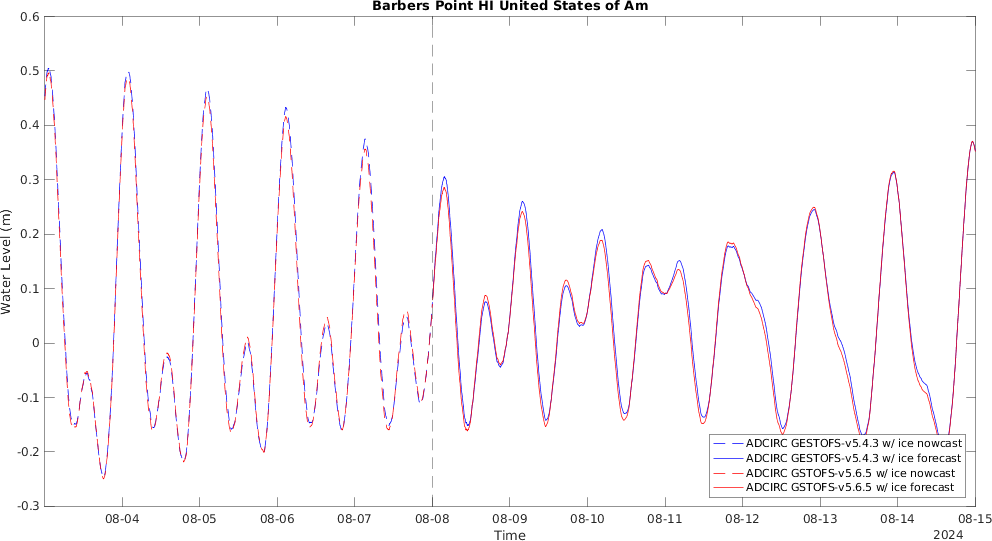 Barbers Point HI United States of Am
0.6
0.5
0.4
0.3
0.2
0.1
0
-0.1
-0.2
-0.3
Water Level (m)
ADCIRC GESTOFS-v5.4.3 w/ ice nowcast
ADCIRC GESTOFS-v5.4.3 w/ ice forecast
ADCIRC GSTOFS-v5.6.5 w/ ice nowcast
ADCIRC GSTOFS-v5.6.5 w/ ice forecast
08-04 08-05 08-06 08-07 08-08 08-09 08-10 08-11 08-12 08-13 08-14 08-15
Time
2024